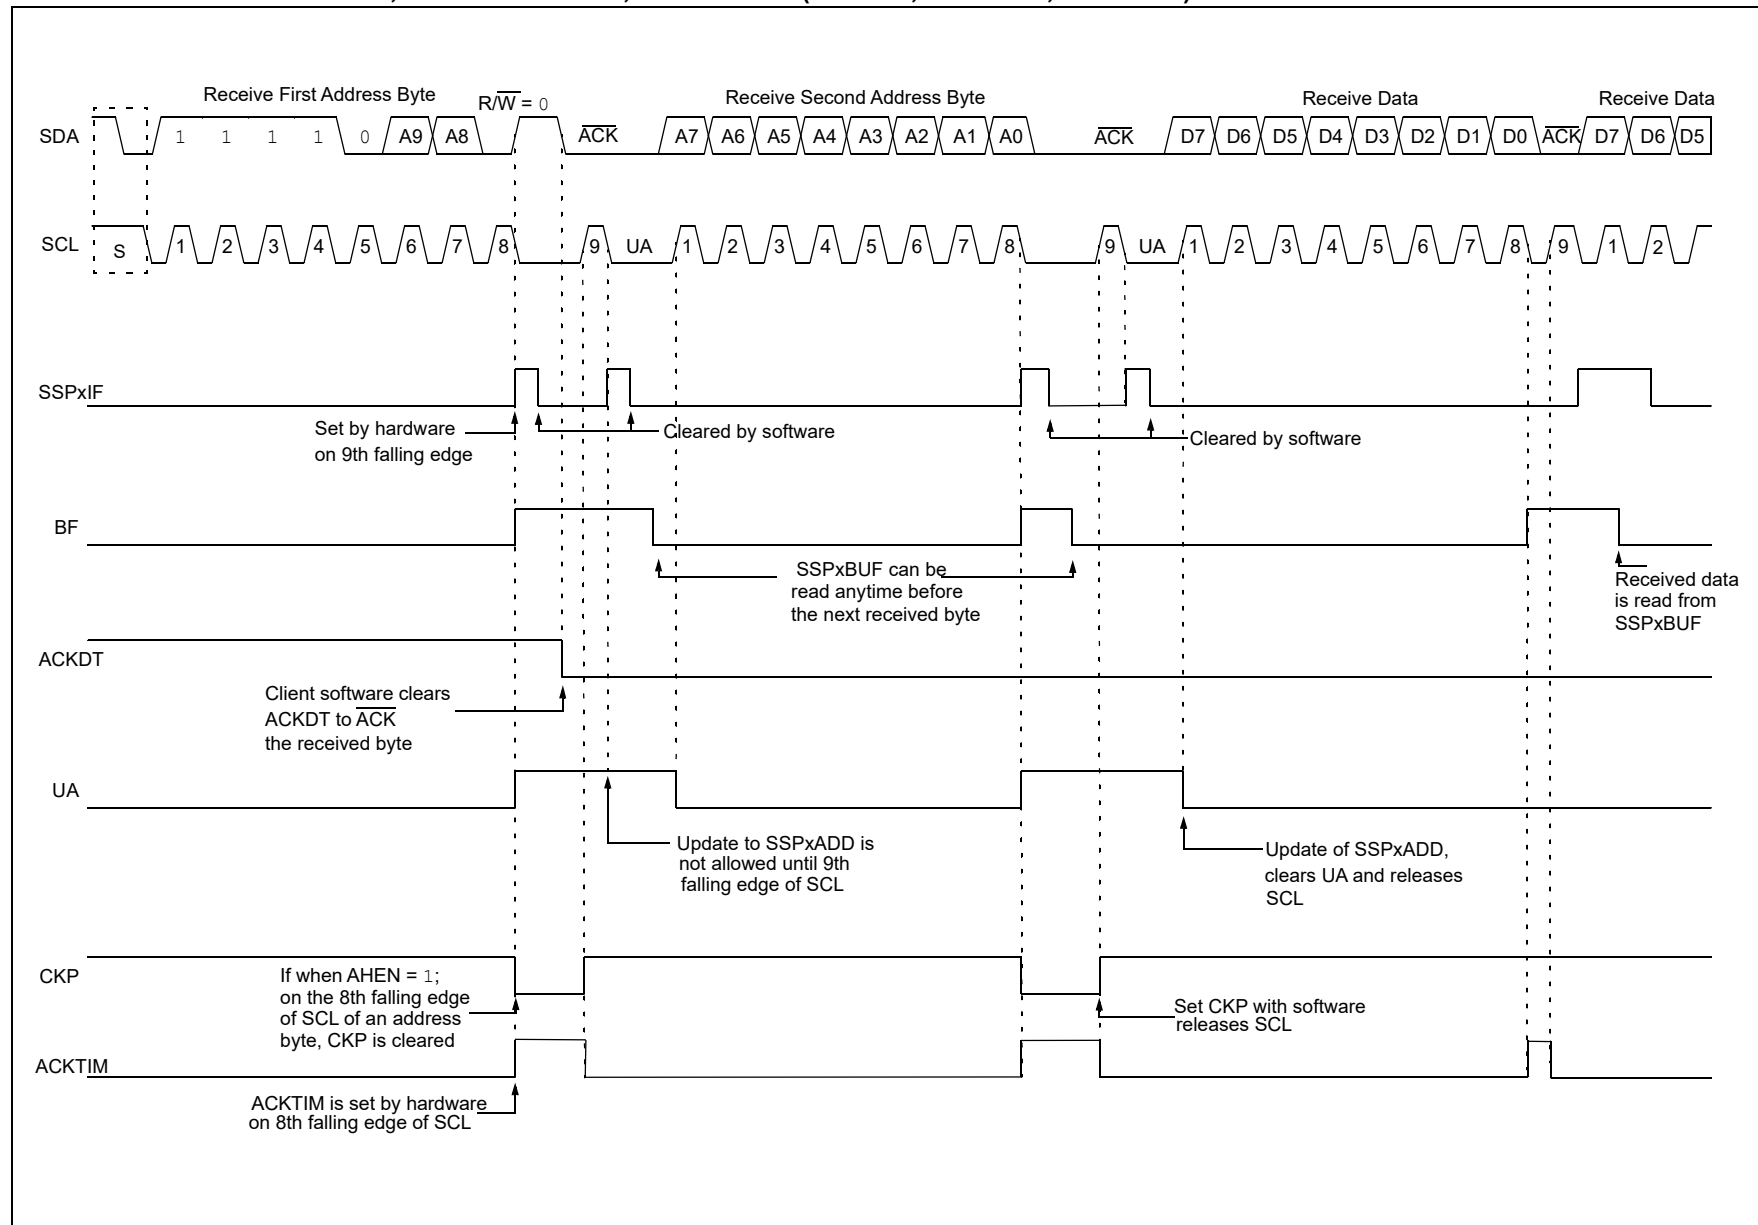 Receive First Address Byte
R/W = 0
Receive Second Address Byte
Receive Data
Receive Data
SDA
1 1 1 1 0 A9 A8
ACK
A7 A6 A5 A4 A3 A2 A1 A0
ACK
D7 D6 D5 D4 D3 D2 D1 D0 ACK D7 D6 D5
SCL
S
1 2 3 4 5 6 7 8 9 UA 1 2 3 4 5 6 7 8 9 UA 1 2 3 4 5 6 7 8 9 1 2
SSPxIF
Set by hardware
on 9th falling edge
Cleared by software
Cleared by software
BF
SSPxBUF can be
read anytime before
the next received byte
Received data
is read from
SSPxBUF
ACKDT
Client software clears
ACKDT to ACK
the received byte
UA
Update to SSPxADD is
not allowed until 9th
falling edge of SCL
Update of SSPxADD,
clears UA and releases
SCL
CKP
If when AHEN = 1;
on the 8th falling edge
of SCL of an address
byte, CKP is cleared
Set CKP with software
releases SCL
ACKTIM
ACKTIM is set by hardware
on 8th falling edge of SCL